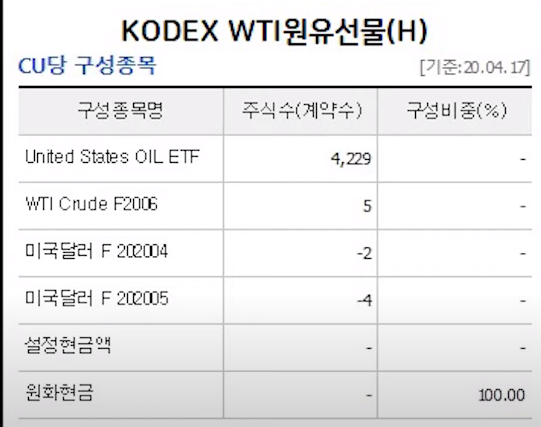 KODEX WTI원유선물(H)
CU당 구성종목 [기준:20.04.17]
구성종목명 주식수(계약수) 구성비중(%)
United States OIL ETF 4,229 -
WTI Crude F2006 5 -
미국달러 F 202004 -2 -
미국달러 F 202005 -4 -
설정현금액 - -
원화현금 - 100.00